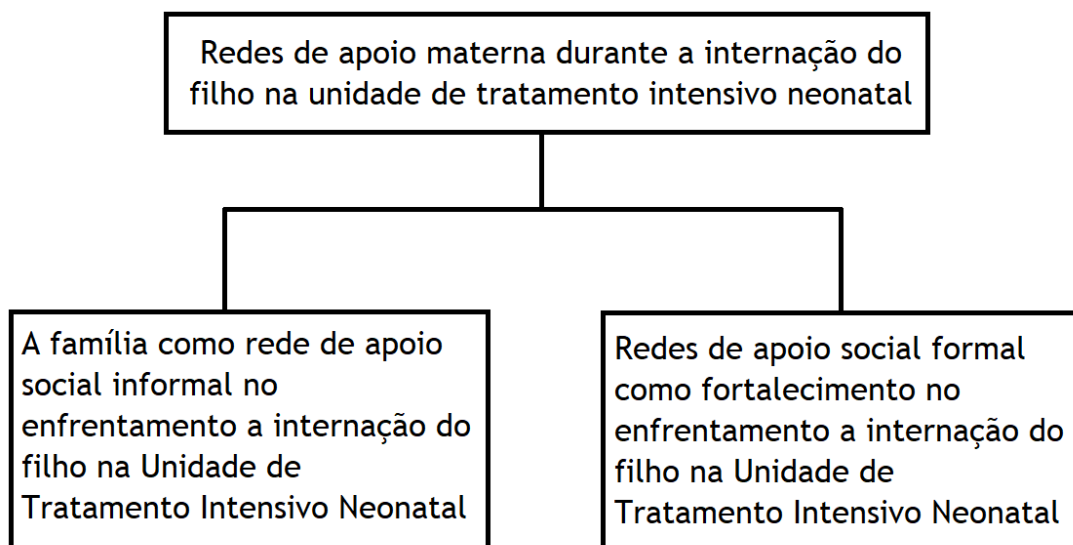 Redes de apoio materna durante a internação do
filho na unidade de tratamento intensivo neonatal
A família como rede de apoio
social informal no
enfrentamento a internação do
filho na Unidade de
Tratamento Intensivo Neonatal
Redes de apoio social formal
como fortalecimento no
enfrentamento a internação do
filho na Unidade de
Tratamento Intensivo Neonatal